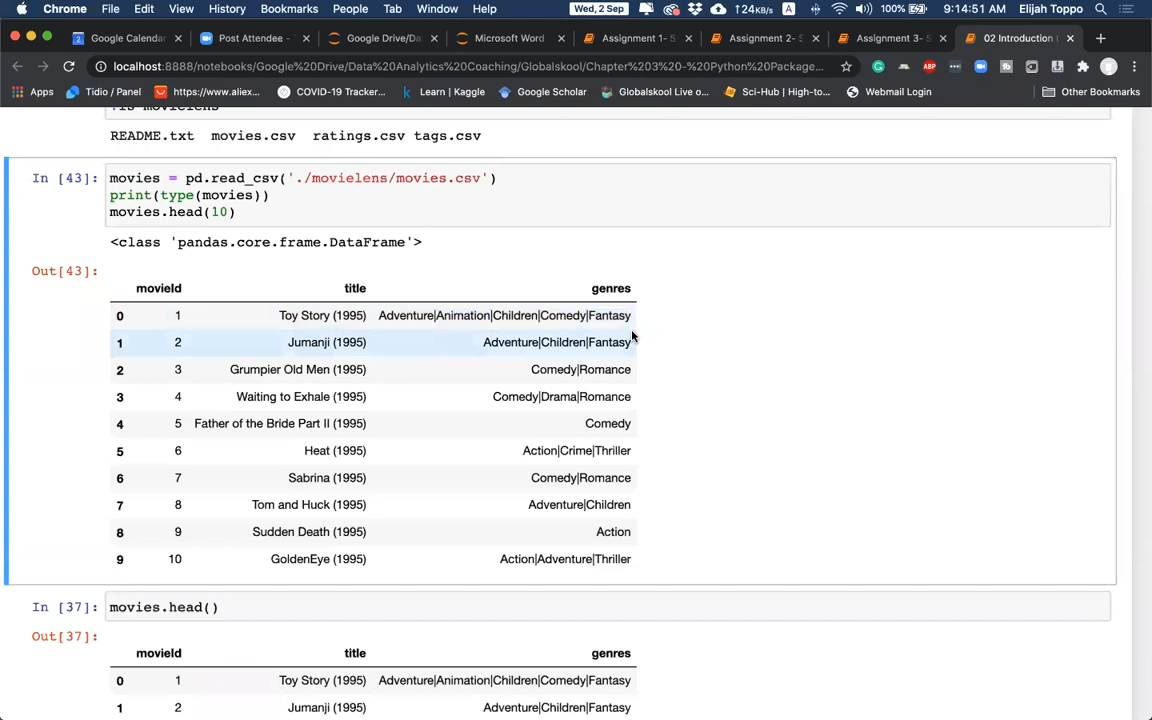 Chrome File Edit View History Bookmarks People Tab Window Help Wed, 2 Sep 124KB/s A 100% 9:14:51 AM Elijah Toppo
Google Calendar Post Attendee - Google Drive/Da Microsoft Word Assignment 1- S Assignment 2- S Assignment 3- S 02 Introduction
localhost:8888/notebooks/Google%20Drive/Data%20Analytics%20Coaching/Globalskool/Chapter%203%20-%20Python%20Package...
Apps Tidio | Panel https://www.aliex... COVID-19 Tracker... Learn | Kaggle Google Scholar Globalskool Live o... Sci-Hub | High-to... Webmail Login Other Bookmarks
!ls movielens
README.txt movies.csv ratings.csv tags.csv
In [43]: movies = pd.read_csv('./movielens/movies.csv')
print(type(movies))
movies.head(10)
<class 'pandas.core.frame.DataFrame'>
Out[43]:
movieId title genres
0 1 Toy Story (1995) Adventure|Animation|Children|Comedy|Fantasy
1 2 Jumanji (1995) Adventure|Children|Fantasy
2 3 Grumpier Old Men (1995) Comedy|Romance
3 4 Waiting to Exhale (1995) Comedy|Drama|Romance
4 5 Father of the Bride Part II (1995) Comedy
5 6 Heat (1995) Action|Crime|Thriller
6 7 Sabrina (1995) Comedy|Romance
7 8 Tom and Huck (1995) Adventure|Children
8 9 Sudden Death (1995) Action
9 10 GoldenEye (1995) Action|Adventure|Thriller
In [37]: movies.head()
Out[37]:
movieId title genres
0 1 Toy Story (1995) Adventure|Animation|Children|Comedy|Fantasy
1 2 Jumanji (1995) Adventure|Children|Fantasy